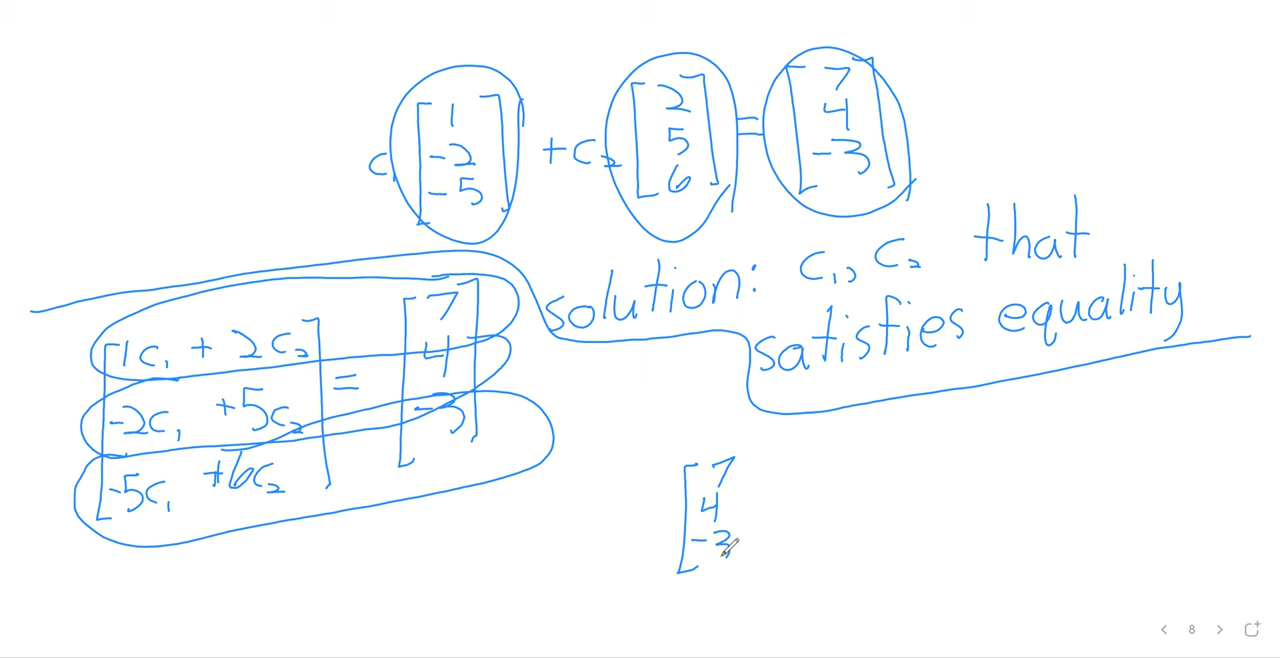 c₁ [1 -2 -5] + c₂ [2 5 6] = [7 4 -3]
solution: c₁, c₂ that
satisfies equality
[1c₁ + 2c₂
-2c₁ +5c₂
-5c₁ +6c₂] = [7 4 -3]
[7
4
-3
8